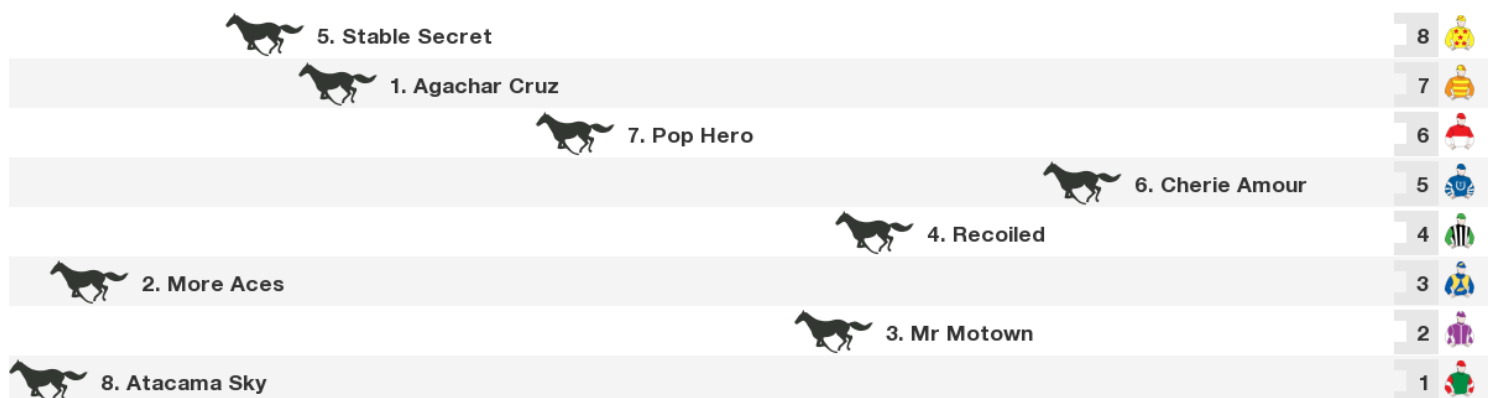 5. Stable Secret 8
1. Agachar Cruz 7
7. Pop Hero 6
6. Cherie Amour 5
4. Recoiled 4
2. More Aces 3
3. Mr Motown 2
8. Atacama Sky 1